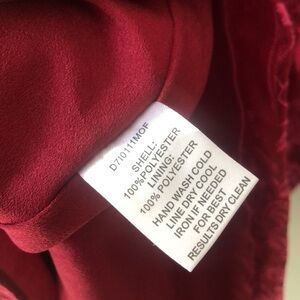 D7I0111MOF
SHELL:
100%POLYESTER
LINING:
100% POLYESTER
HAND WASH COLD
LINE DRY COOL
IRON IF NEEDED
FOR BEST
RESULTS DRY CLEAN